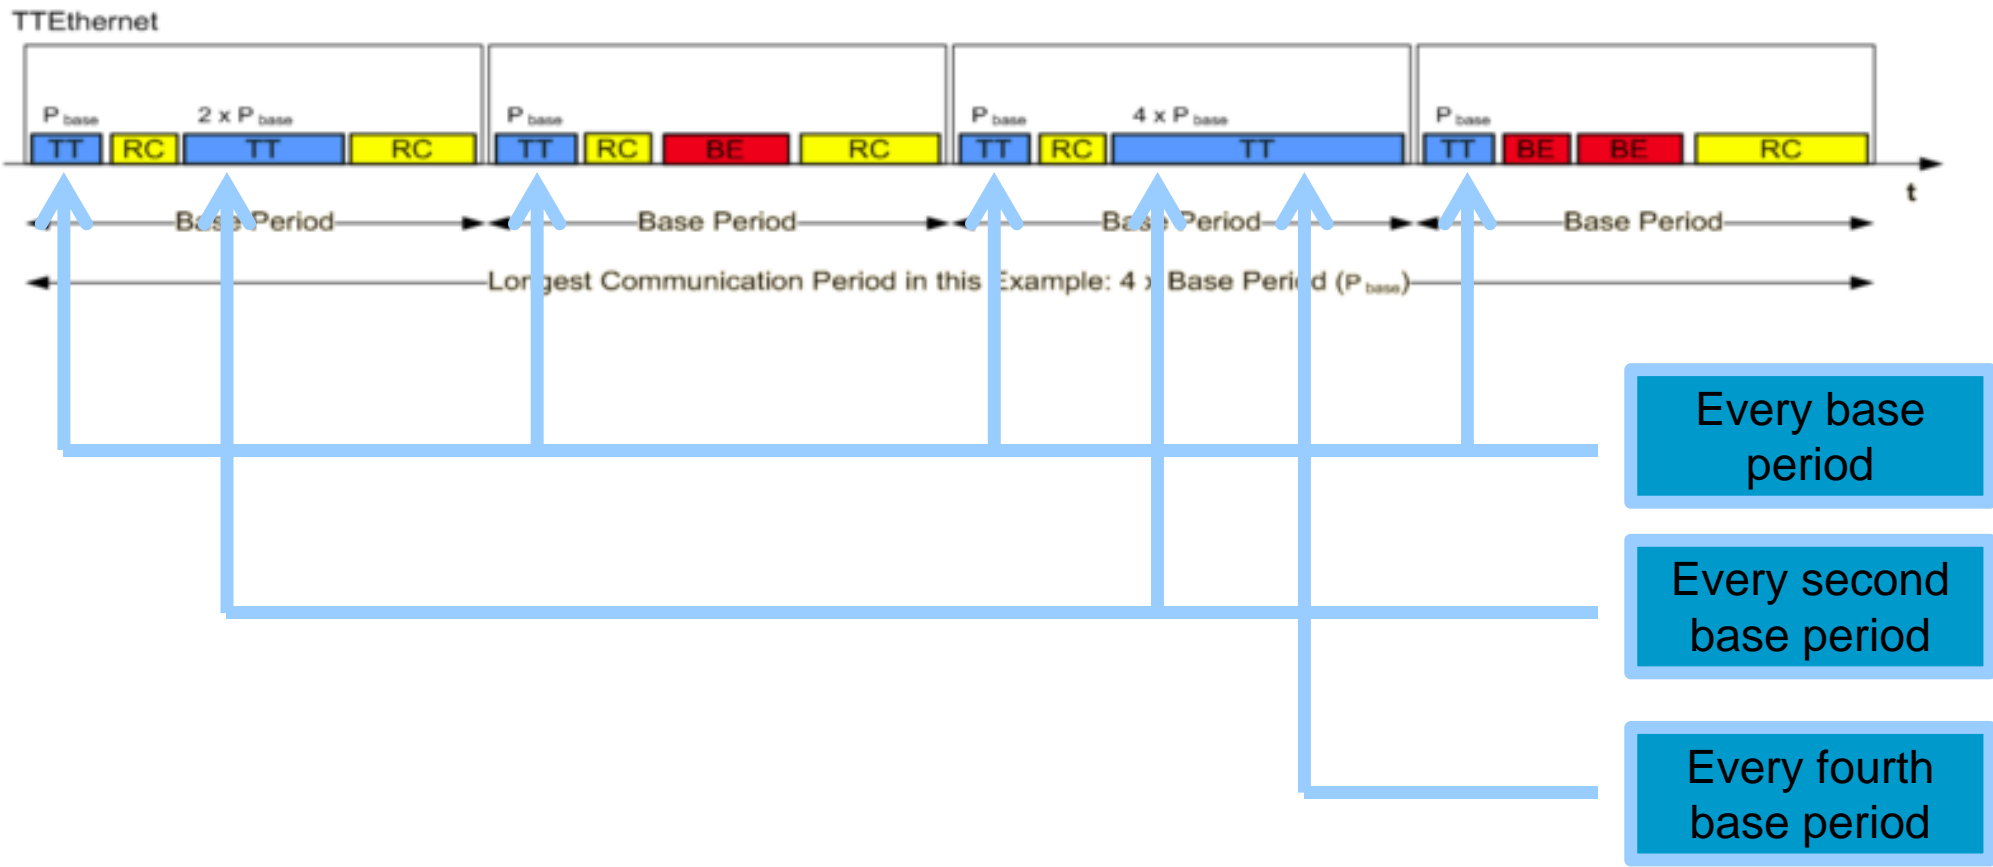 TTEthernet
P base 2 x P base P base P base 4 x P base P base
TT RC TT RC TT RC BE RC TT RC TT TT BE BE RC
t
Base Period Base Period Base Period Base Period
Longest Communication Period in this Example: 4 x Base Period (P base)
Every base
period
Every second
base period
Every fourth
base period